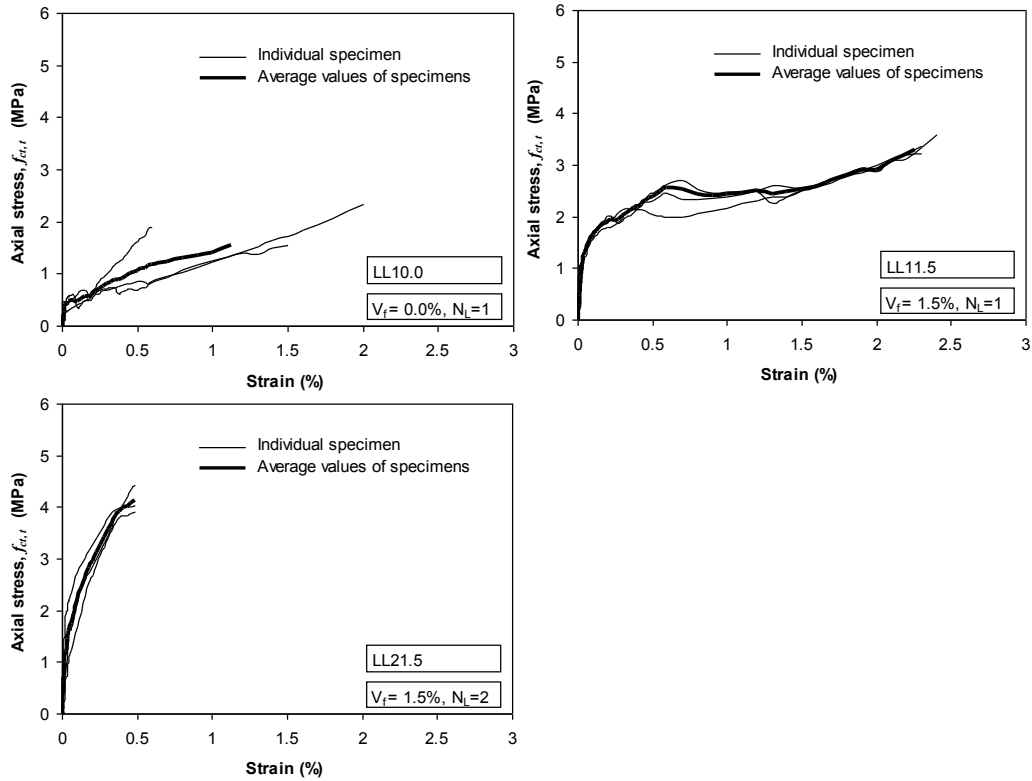 6
5
4
3
2
1
0
Axial stress, fct,t (MPa)
Individual specimen
Average values of specimens
LL10.0
Vf = 0.0%, NL=1
0 0.5 1 1.5 2 2.5 3
Strain (%)
6
5
4
3
2
1
0
Axial stress, fct,t (MPa)
Individual specimen
Average values of specimens
LL11.5
Vf = 1.5%, NL=1
0 0.5 1 1.5 2 2.5 3
Strain (%)
6
5
4
3
2
1
0
Axial stress, fct,t (MPa)
Individual specimen
Average values of specimens
LL21.5
Vf = 1.5%, NL=2
0 0.5 1 1.5 2 2.5 3
Strain (%)